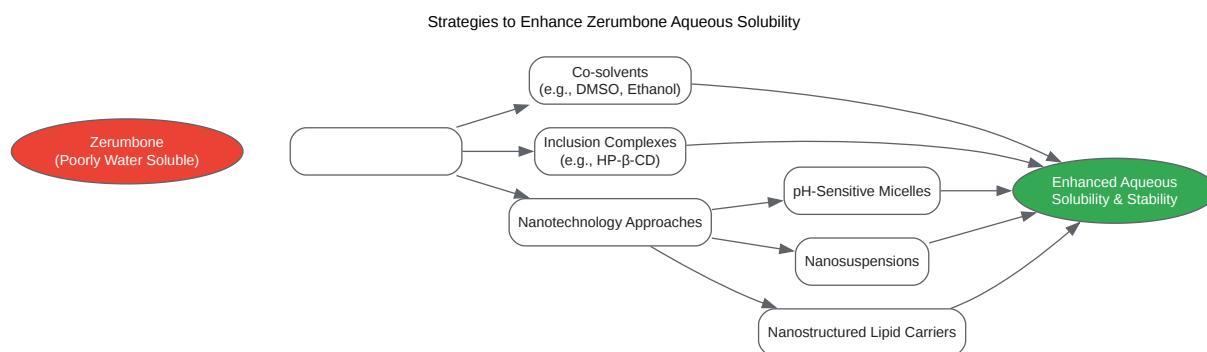 Strategies to Enhance Zerumbone Aqueous Solubility
Zerumbone
(Poorly Water Soluble)
Co-solvents
(e.g., DMSO, Ethanol)
Inclusion Complexes
(e.g., HP-β-CD)
Nanotechnology Approaches
pH-Sensitive Micelles
Nanosuspensions
Nanostructured Lipid Carriers
Enhanced Aqueous
Solubility & Stability